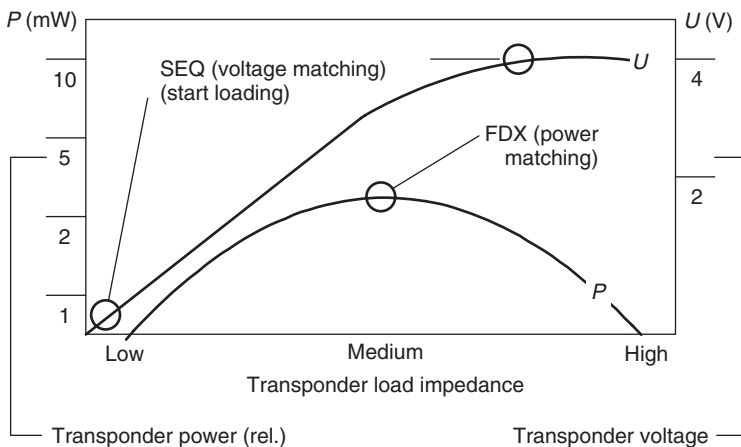 P (mW)
U (V)
10
5
2
1
SEQ (voltage matching)
(start loading)
U
FDX (power
matching)
P
4
2
Low
Medium
High
Transponder load impedance
Transponder power (rel.)
Transponder voltage